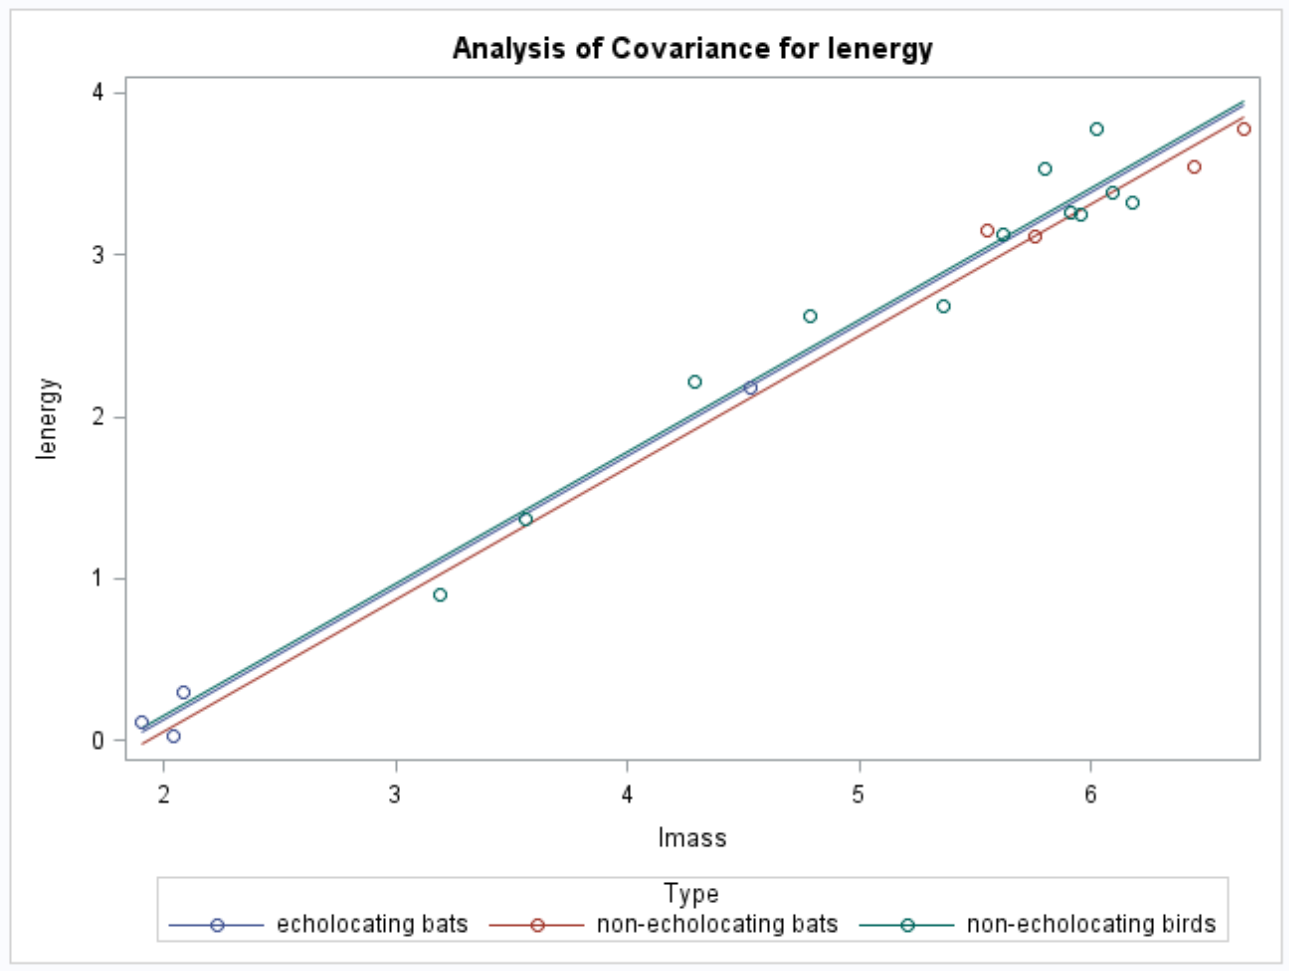 Analysis of Covariance for lenergy
4
3
2
1
0
lenergy
2 3 4 5 6
lmass
Type
echolocating bats non-echolocating bats non-echolocating birds